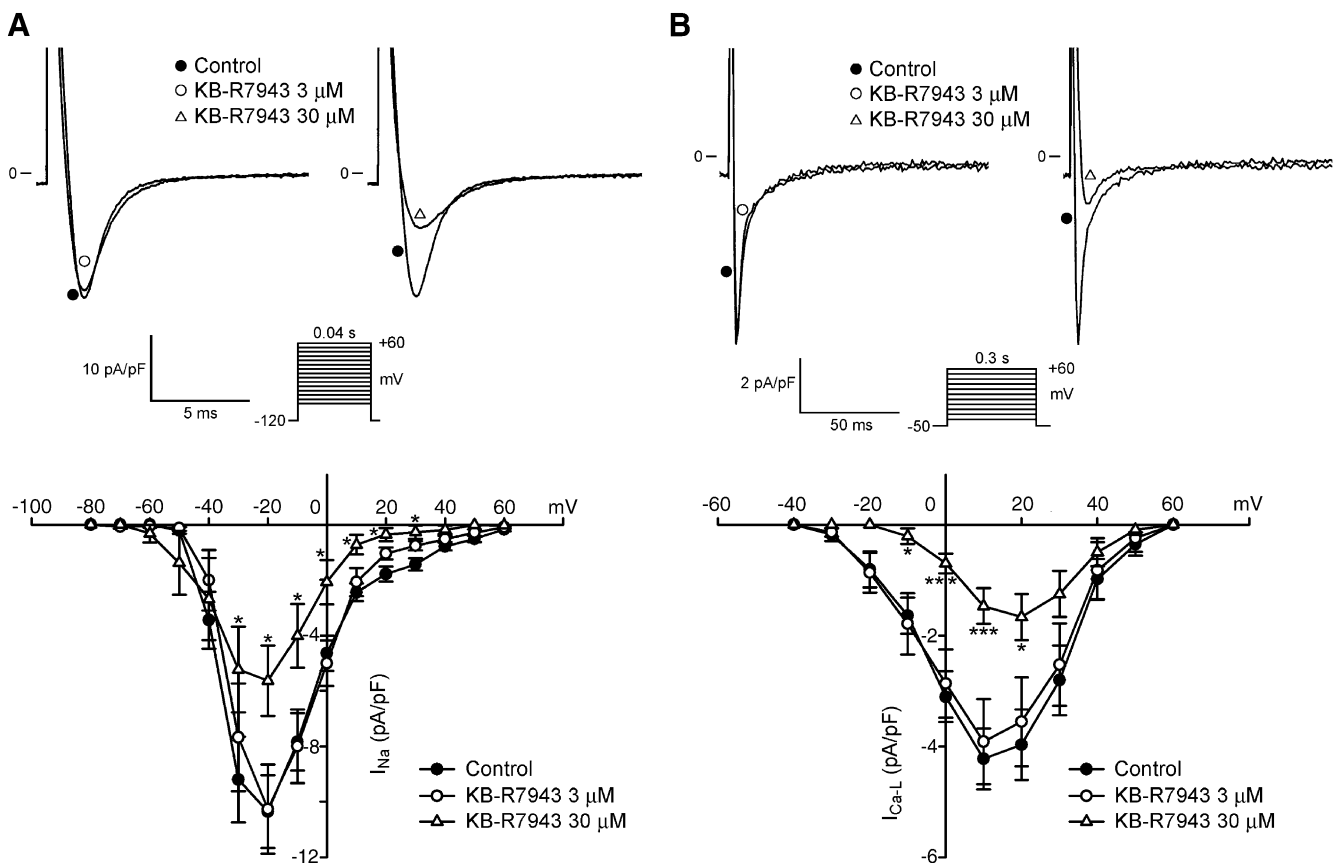 A
Control
KB-R7943 3 μM
KB-R7943 30 μM
0
0
10 pA/pF
5 ms
0.04 s
+60
mV
-120
-100 -80 -60 -40 -20 0 20 40 60 mV
* * * * * * *
-4
-8
-12
I_Na (pA/pF)
Control
KB-R7943 3 μM
KB-R7943 30 μM
B
Control
KB-R7943 3 μM
KB-R7943 30 μM
0
0
2 pA/pF
50 ms
0.3 s
+60
mV
-50
-60 -40 -20 0 20 40 60 mV
*
***
***
*
-2
-4
-6
I_Ca-L (pA/pF)
Control
KB-R7943 3 μM
KB-R7943 30 μM